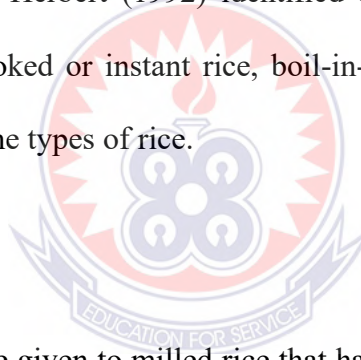 Herbert (1992) identified
oked or instant rice, boil-in-
e types of rice.
EDUCATION FOR SERVICE
given to milled rice that ha